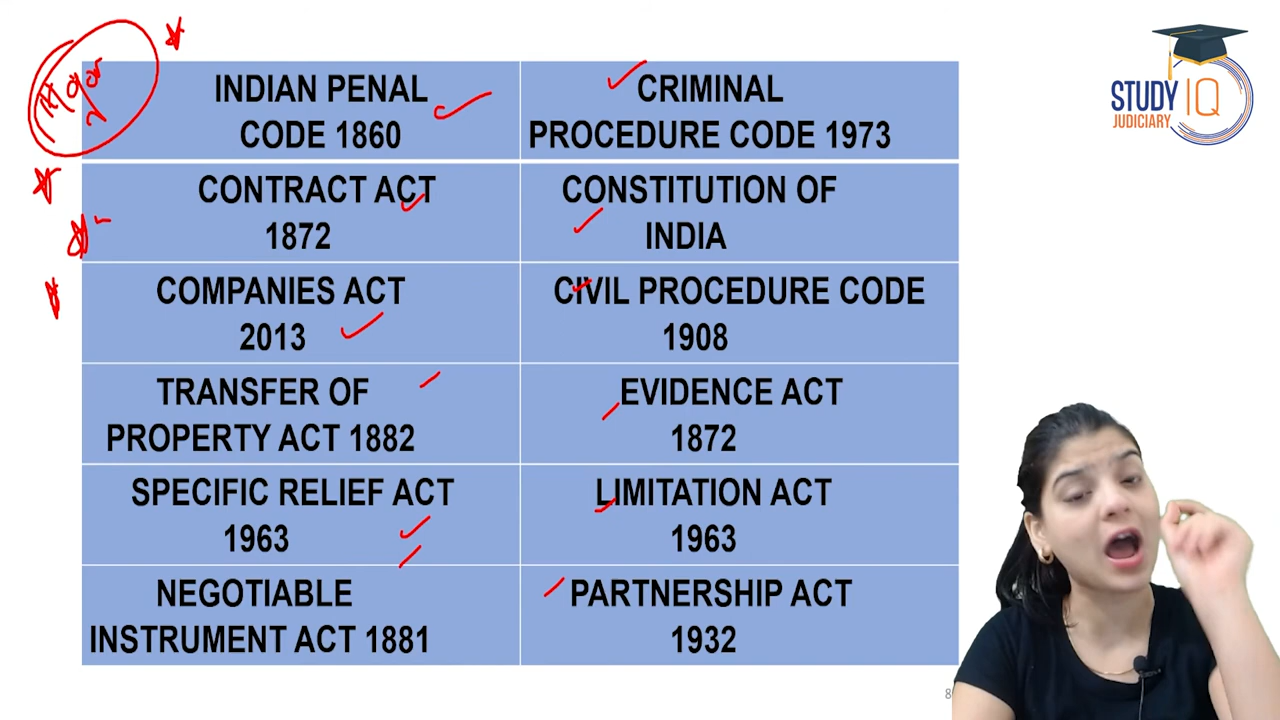 Major
INDIAN PENAL
CODE 1860
CRIMINAL
PROCEDURE CODE 1973
CONTRACT ACT
1872
CONSTITUTION OF
INDIA
COMPANIES ACT
2013
CIVIL PROCEDURE CODE
1908
TRANSFER OF
PROPERTY ACT 1882
EVIDENCE ACT
1872
SPECIFIC RELIEF ACT
1963
LIMITATION ACT
1963
NEGOTIABLE
INSTRUMENT ACT 1881
PARTNERSHIP ACT
1932
STUDY IQ
JUDICIARY
8